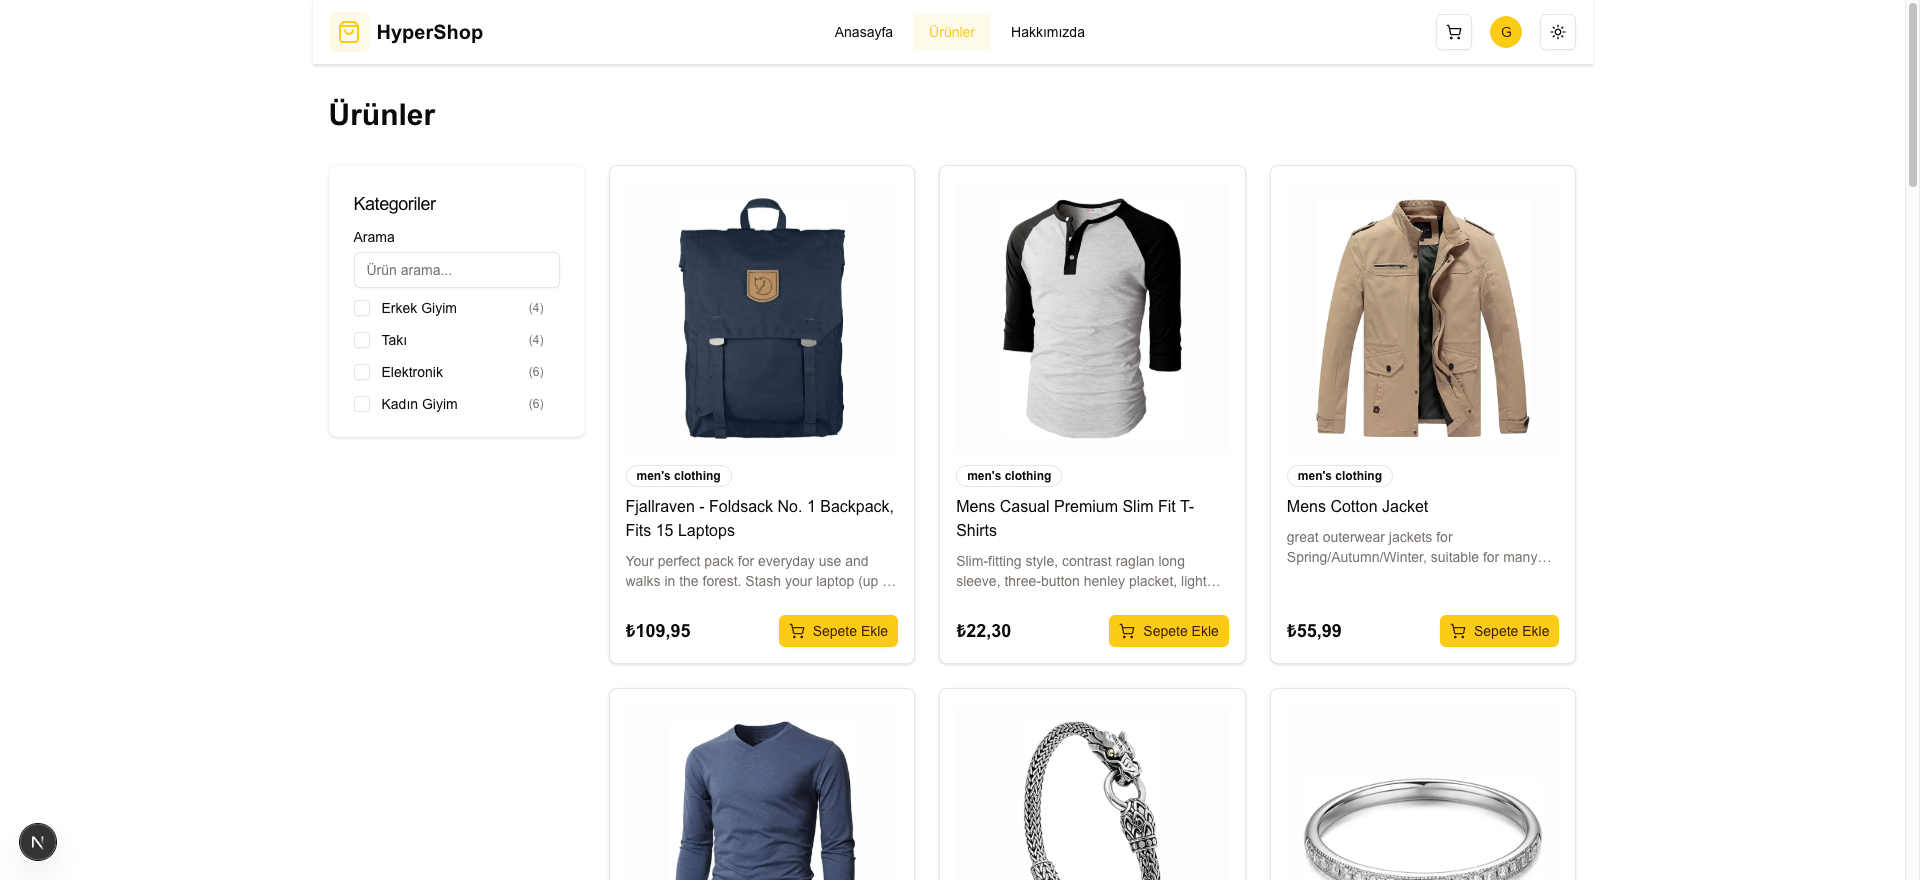 HyperShop
Anasayfa
Ürünler
Hakkımızda
G
Ürünler
Kategoriler
Arama
Ürün arama...
Erkek Giyim (4)
Takı (4)
Elektronik (6)
Kadın Giyim (6)
men's clothing
Fjallraven - Foldsack No. 1 Backpack,
Fits 15 Laptops
Your perfect pack for everyday use and
walks in the forest. Stash your laptop (up …
₺109,95
Sepete Ekle
men's clothing
Mens Casual Premium Slim Fit T-
Shirts
Slim-fitting style, contrast raglan long
sleeve, three-button henley placket, light…
₺22,30
Sepete Ekle
men's clothing
Mens Cotton Jacket
great outerwear jackets for
Spring/Autumn/Winter, suitable for many…
₺55,99
Sepete Ekle
N